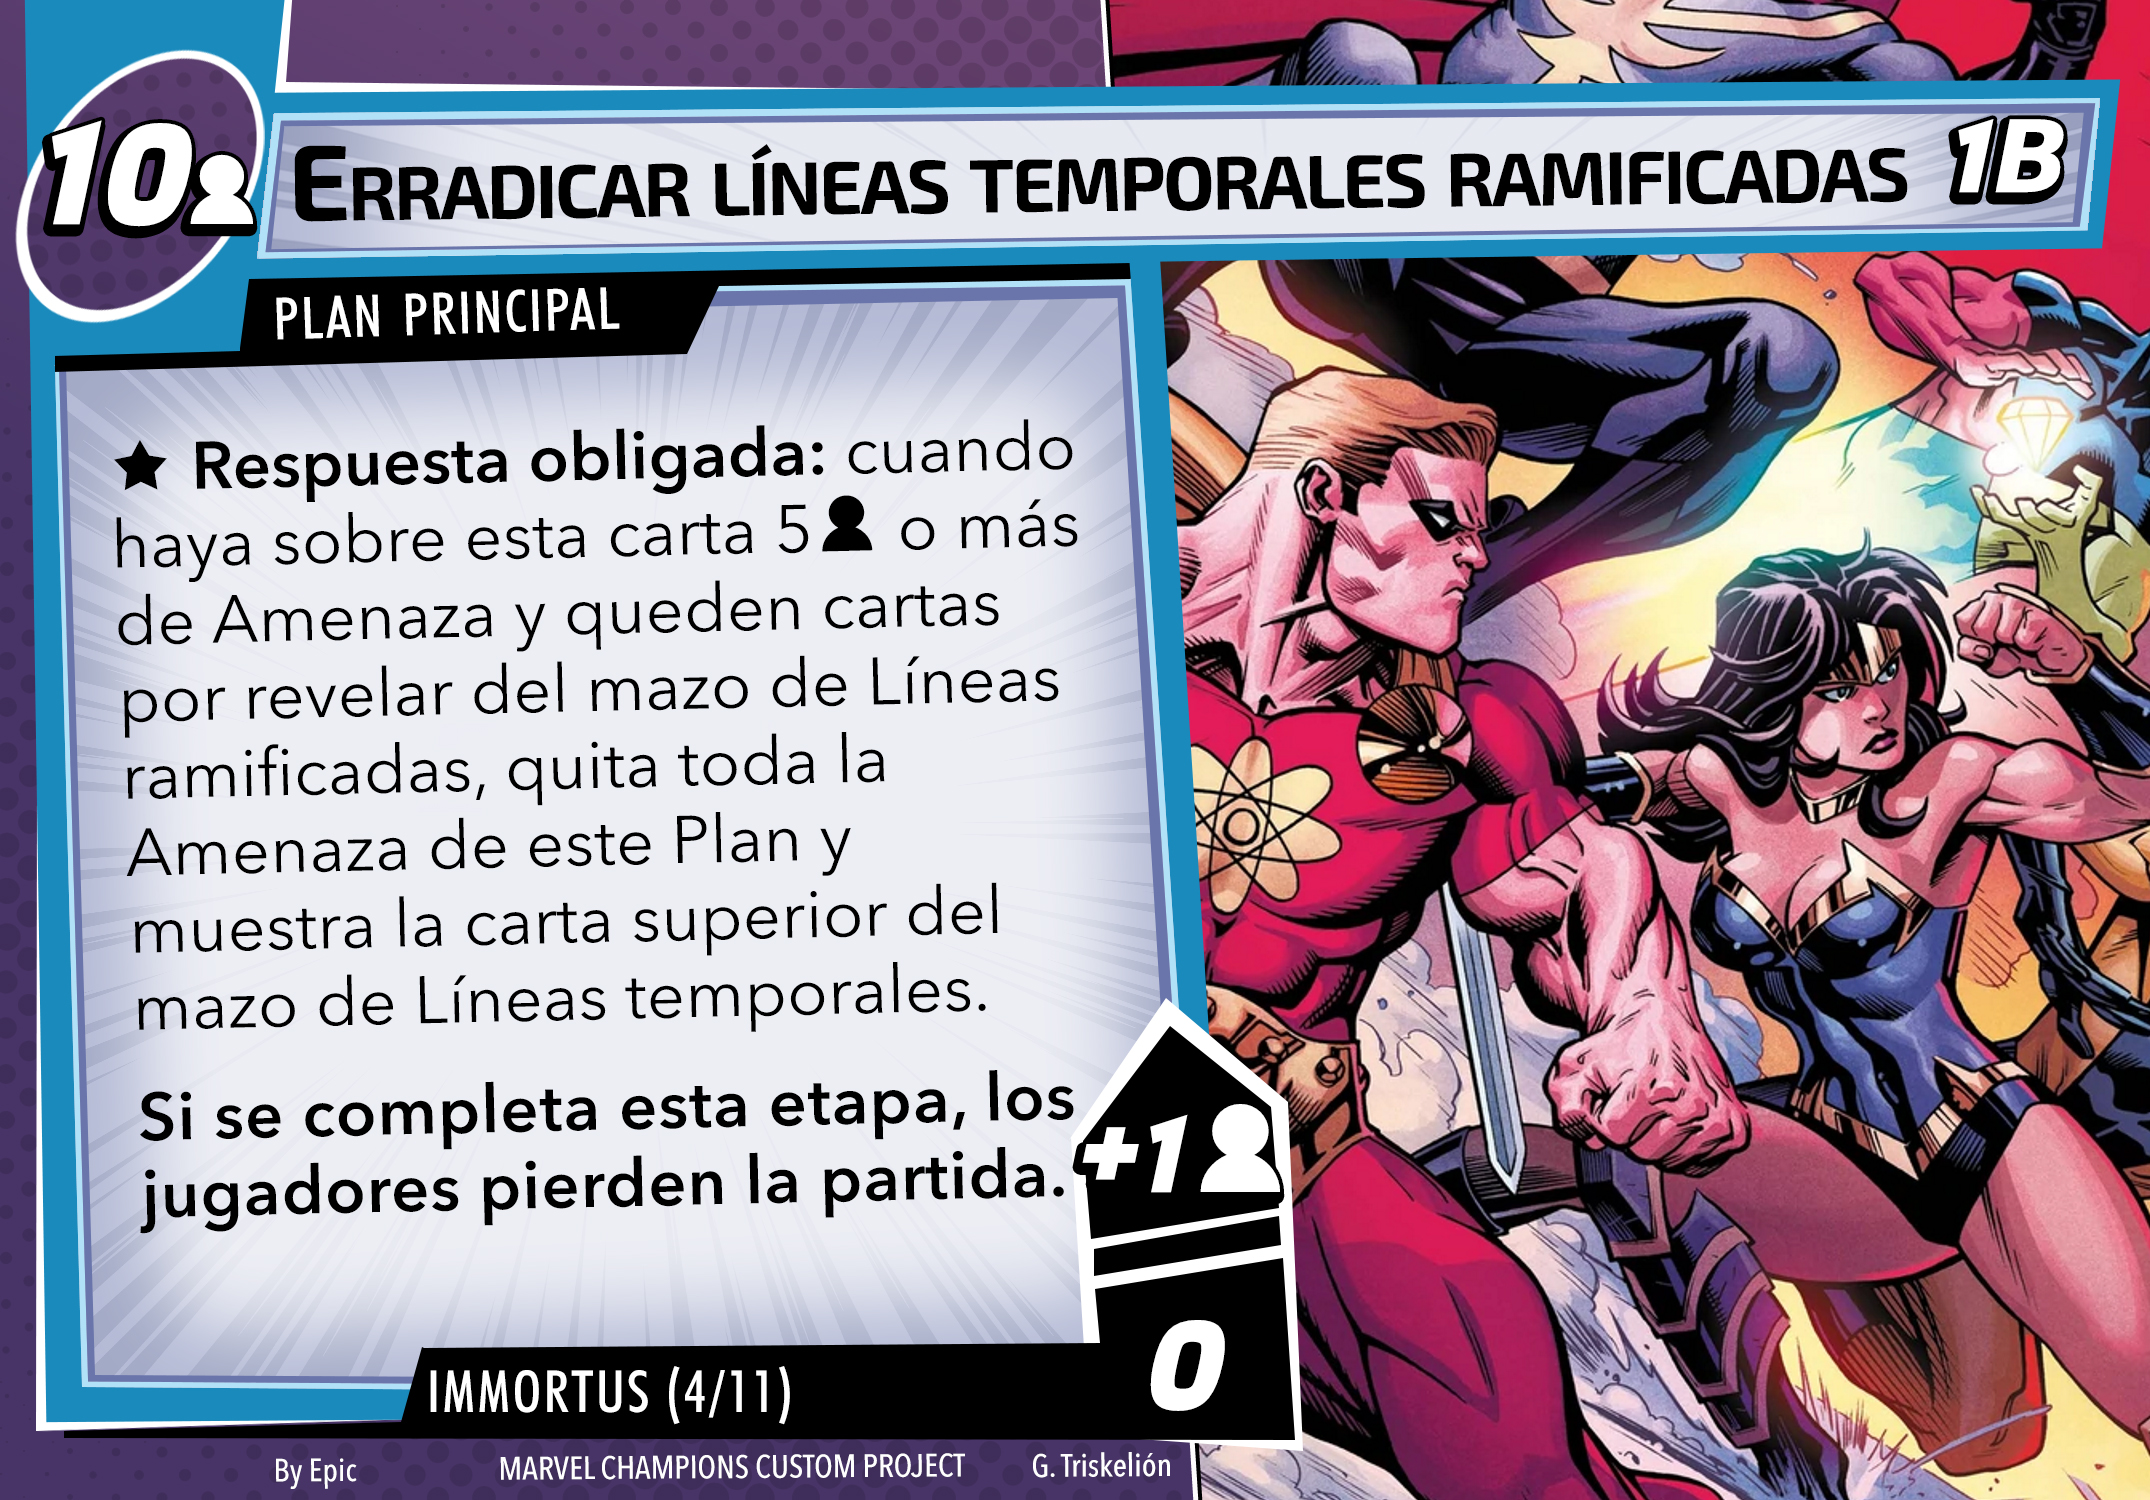 10
ERRADICAR LÍNEAS TEMPORALES RAMIFICADAS 1B
PLAN PRINCIPAL
★ Respuesta obligada: cuando
haya sobre esta carta 5 o más
de Amenaza y queden cartas
por revelar del mazo de Líneas
ramificadas, quita toda la
Amenaza de este Plan y
muestra la carta superior del
mazo de Líneas temporales.
Si se completa esta etapa, los
jugadores pierden la partida.
+1
0
IMMORTUS (4/11)
By Epic MARVEL CHAMPIONS CUSTOM PROJECT G. Triskelión